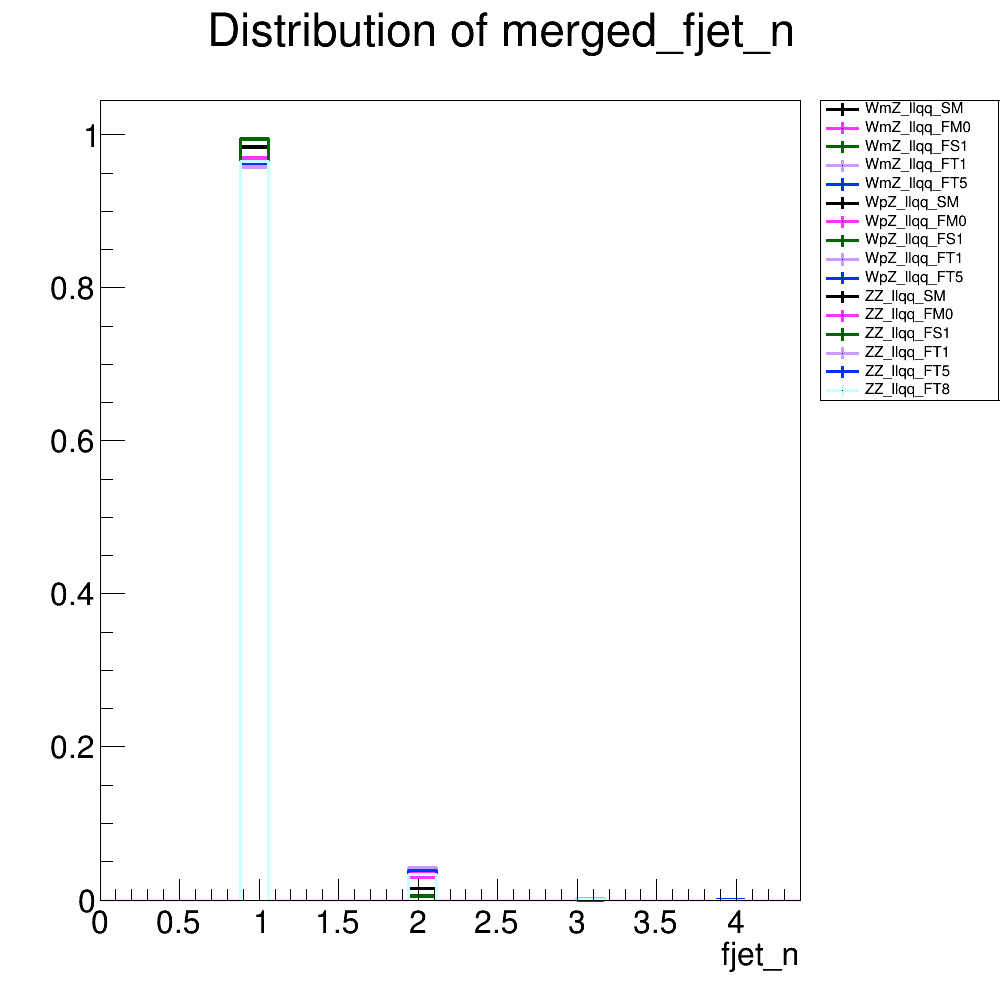 Distribution of merged_fjet_n
1
0.8
0.6
0.4
0.2
0
0 0.5 1 1.5 2 2.5 3 3.5 4
fjet_n
WmZ_llqq_SM
WmZ_llqq_FM0
WmZ_llqq_FS1
WmZ_llqq_FT1
WmZ_llqq_FT5
WpZ_llqq_SM
WpZ_llqq_FM0
WpZ_llqq_FS1
WpZ_llqq_FT1
WpZ_llqq_FT5
ZZ_llqq_SM
ZZ_llqq_FM0
ZZ_llqq_FS1
ZZ_llqq_FT1
ZZ_llqq_FT5
ZZ_llqq_FT8